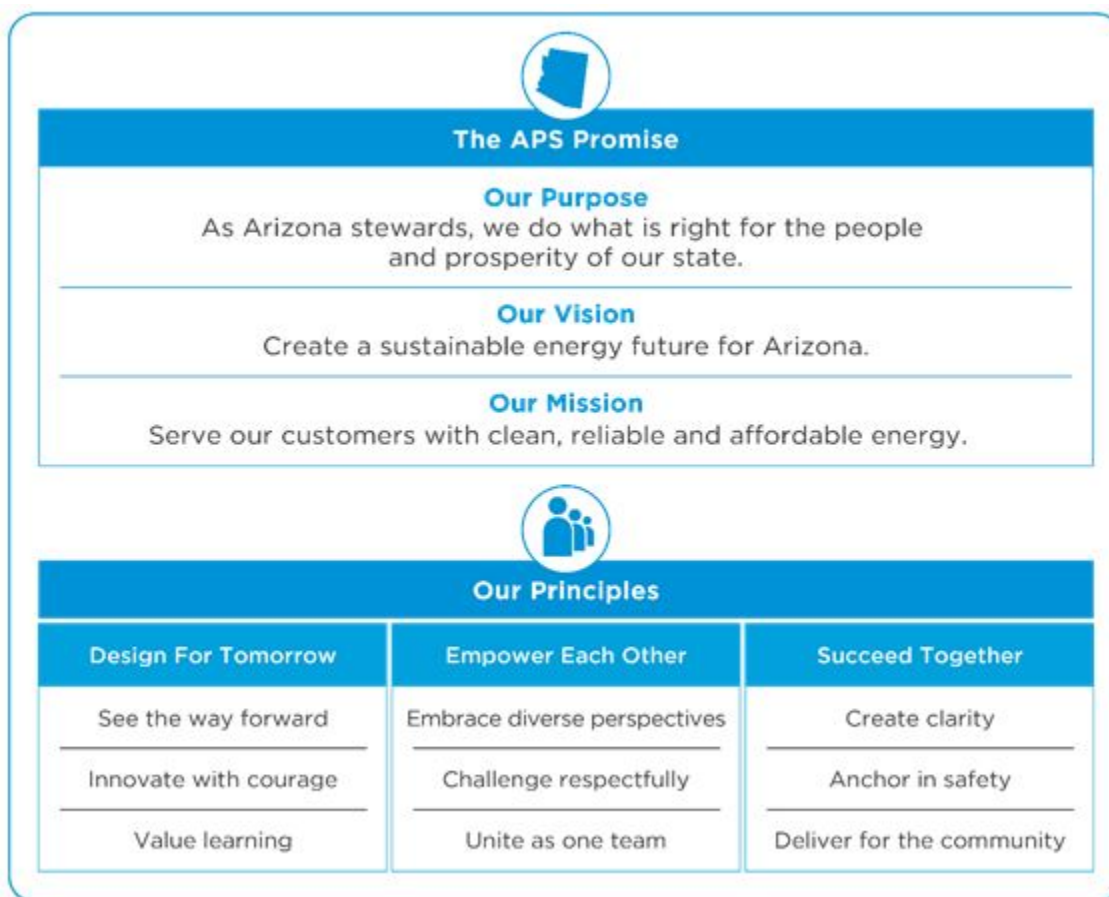 The APS Promise
Our Purpose
As Arizona stewards, we do what is right for the people
and prosperity of our state.
Our Vision
Create a sustainable energy future for Arizona.
Our Mission
Serve our customers with clean, reliable and affordable energy.
Our Principles
Design For Tomorrow
See the way forward
Innovate with courage
Value learning
Empower Each Other
Embrace diverse perspectives
Challenge respectfully
Unite as one team
Succeed Together
Create clarity
Anchor in safety
Deliver for the community